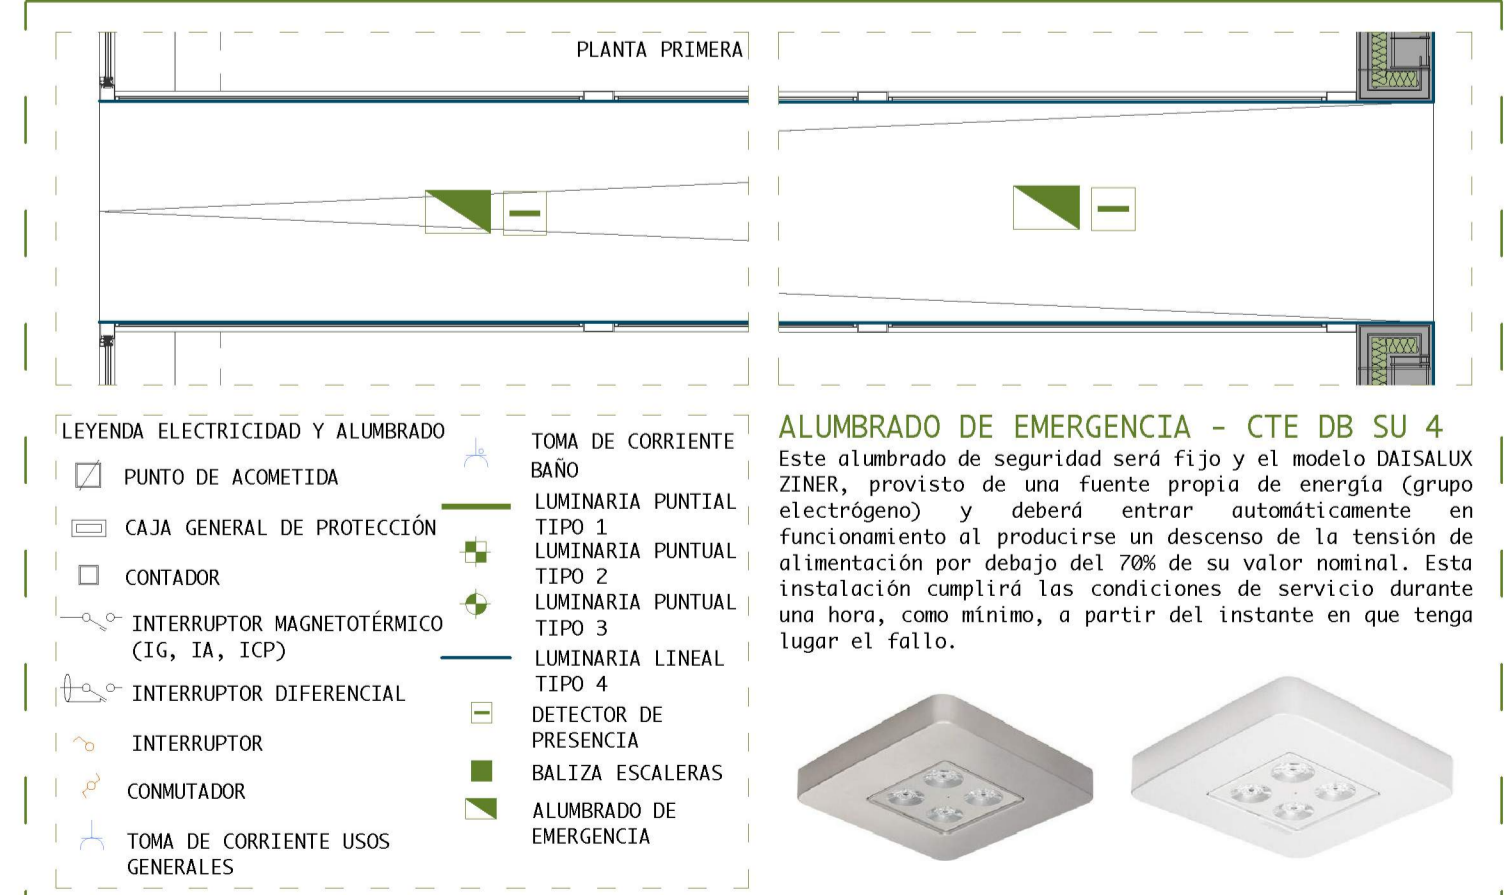 PLANTA PRIMERA
LEYENDA ELECTRICIDAD Y ALUMBRADO
PUNTO DE ACOMETIDA
CAJA GENERAL DE PROTECCIÓN
CONTADOR
INTERRUPTOR MAGNETOTÉRMICO
(IG, IA, ICP)
INTERRUPTOR DIFERENCIAL
INTERRUPTOR
CONMUTADOR
TOMA DE CORRIENTE USOS
GENERALES
TOMA DE CORRIENTE
BAÑO
LUMINARIA PUNTIAL
TIPO 1
LUMINARIA PUNTUAL
TIPO 2
LUMINARIA PUNTUAL
TIPO 3
LUMINARIA LINEAL
TIPO 4
DETECTOR DE
PRESENCIA
BALIZA ESCALERAS
ALUMBRADO DE
EMERGENCIA
ALUMBRADO DE EMERGENCIA - CTE DB SU 4
Este alumbrado de seguridad será fijo y el modelo DAISALUX
ZINER, provisto de una fuente propia de energía (grupo
electrógeno) y deberá entrar automáticamente en
funcionamiento al producirse un descenso de la tensión de
alimentación por debajo del 70% de su valor nominal. Esta
instalación cumplirá las condiciones de servicio durante
una hora, como mínimo, a partir del instante en que tenga
lugar el fallo.